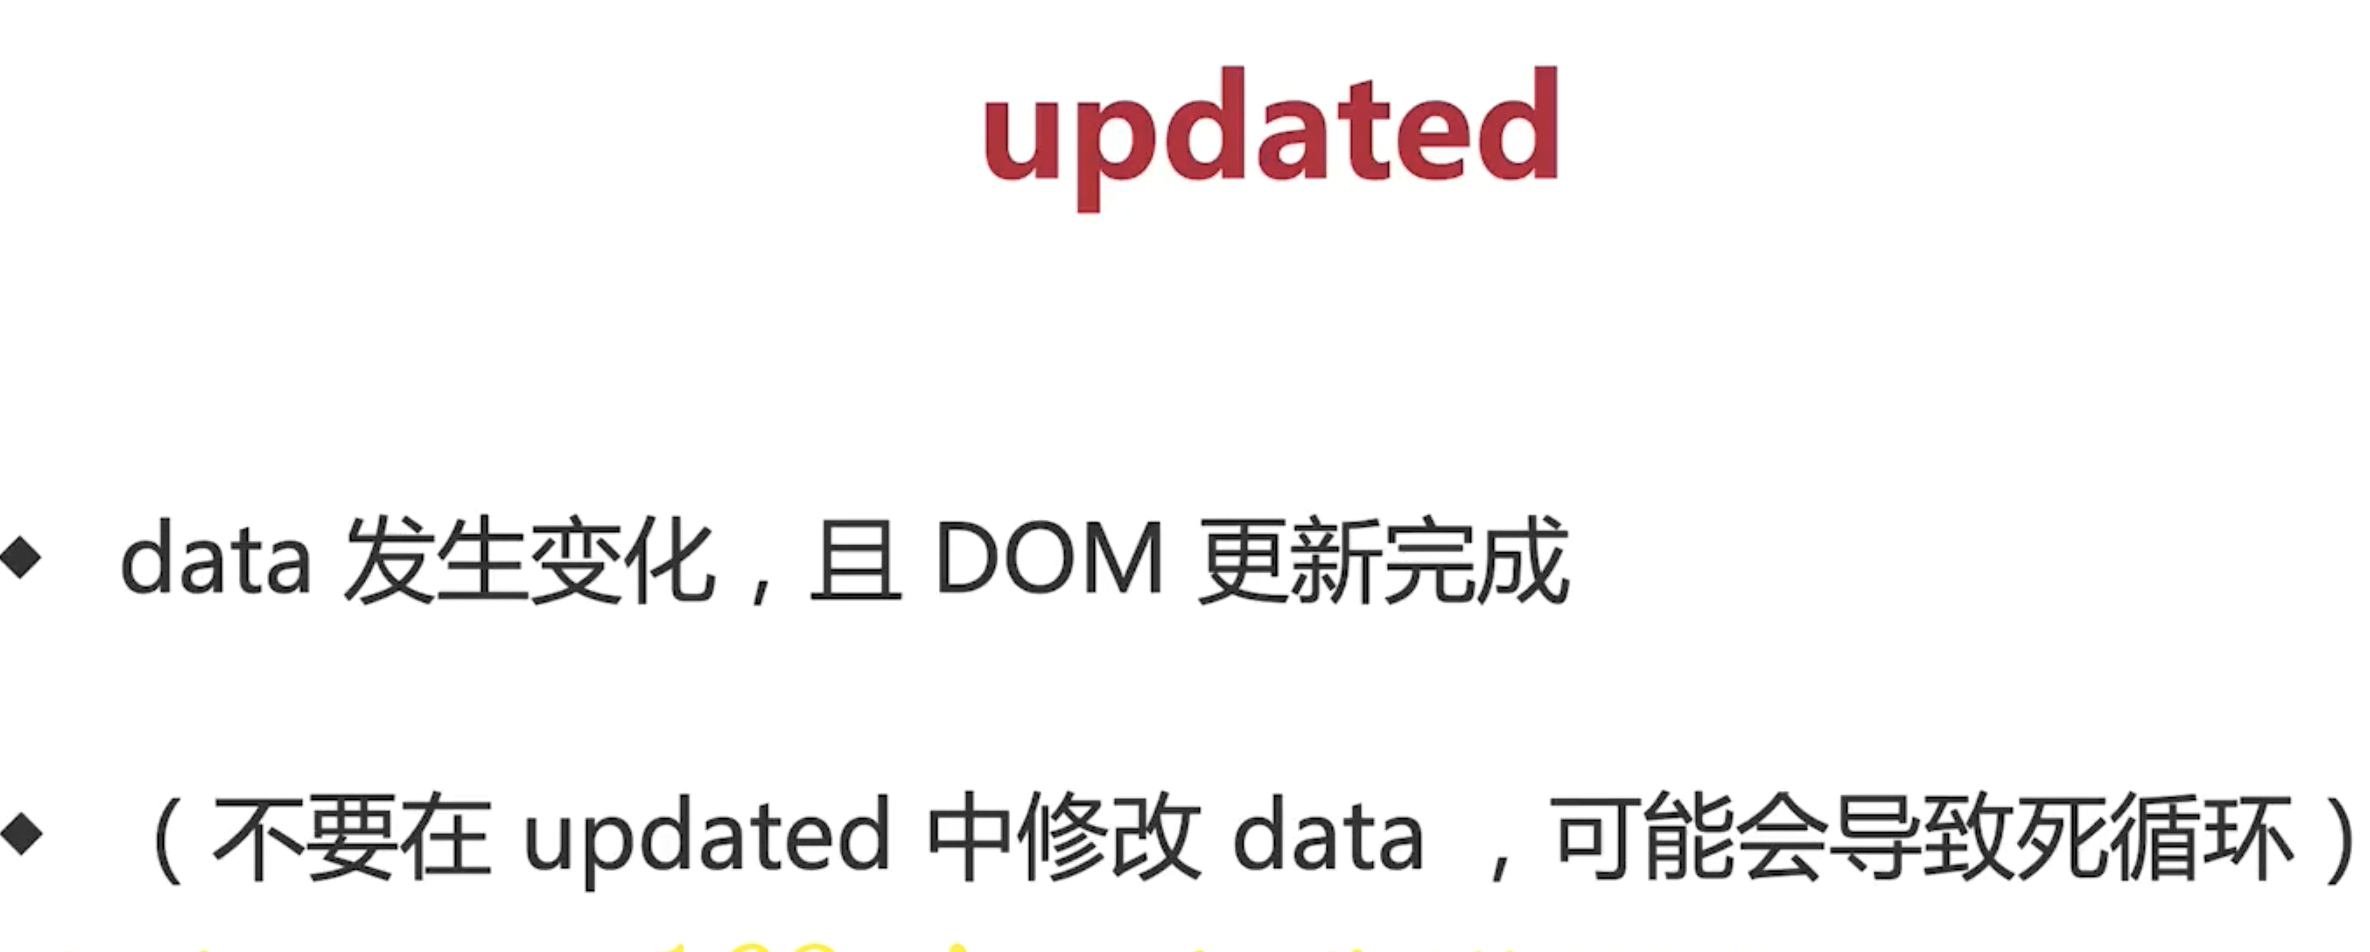 updated
◆ data 发生变化，且 DOM 更新完成
◆ （不要在 updated 中修改 data ，可能会导致死循环）